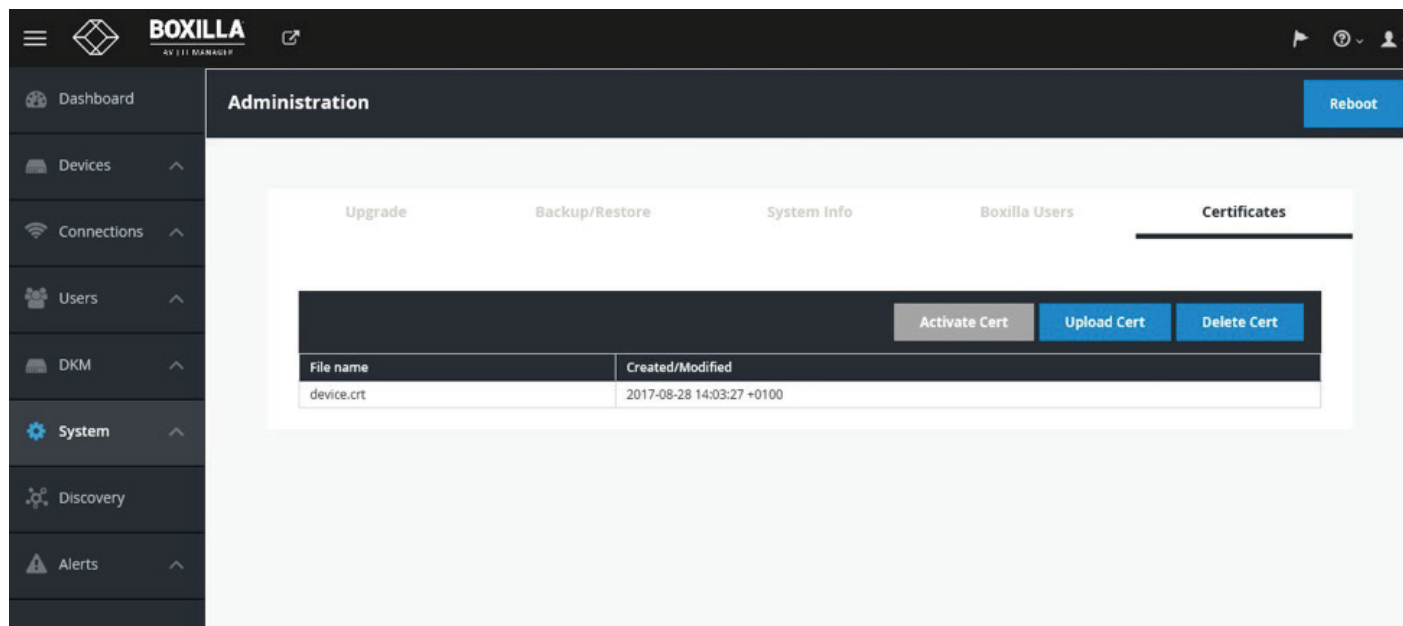 BOXILLA
AV | IT MANAGER
Dashboard
Administration
Reboot
Devices
Upgrade
Backup/Restore
System Info
Boxilla Users
Certificates
Connections
Users
Activate Cert
Upload Cert
Delete Cert
DKM
File name
Created/Modified
device.crt
2017-08-28 14:03:27 +0100
System
Discovery
Alerts